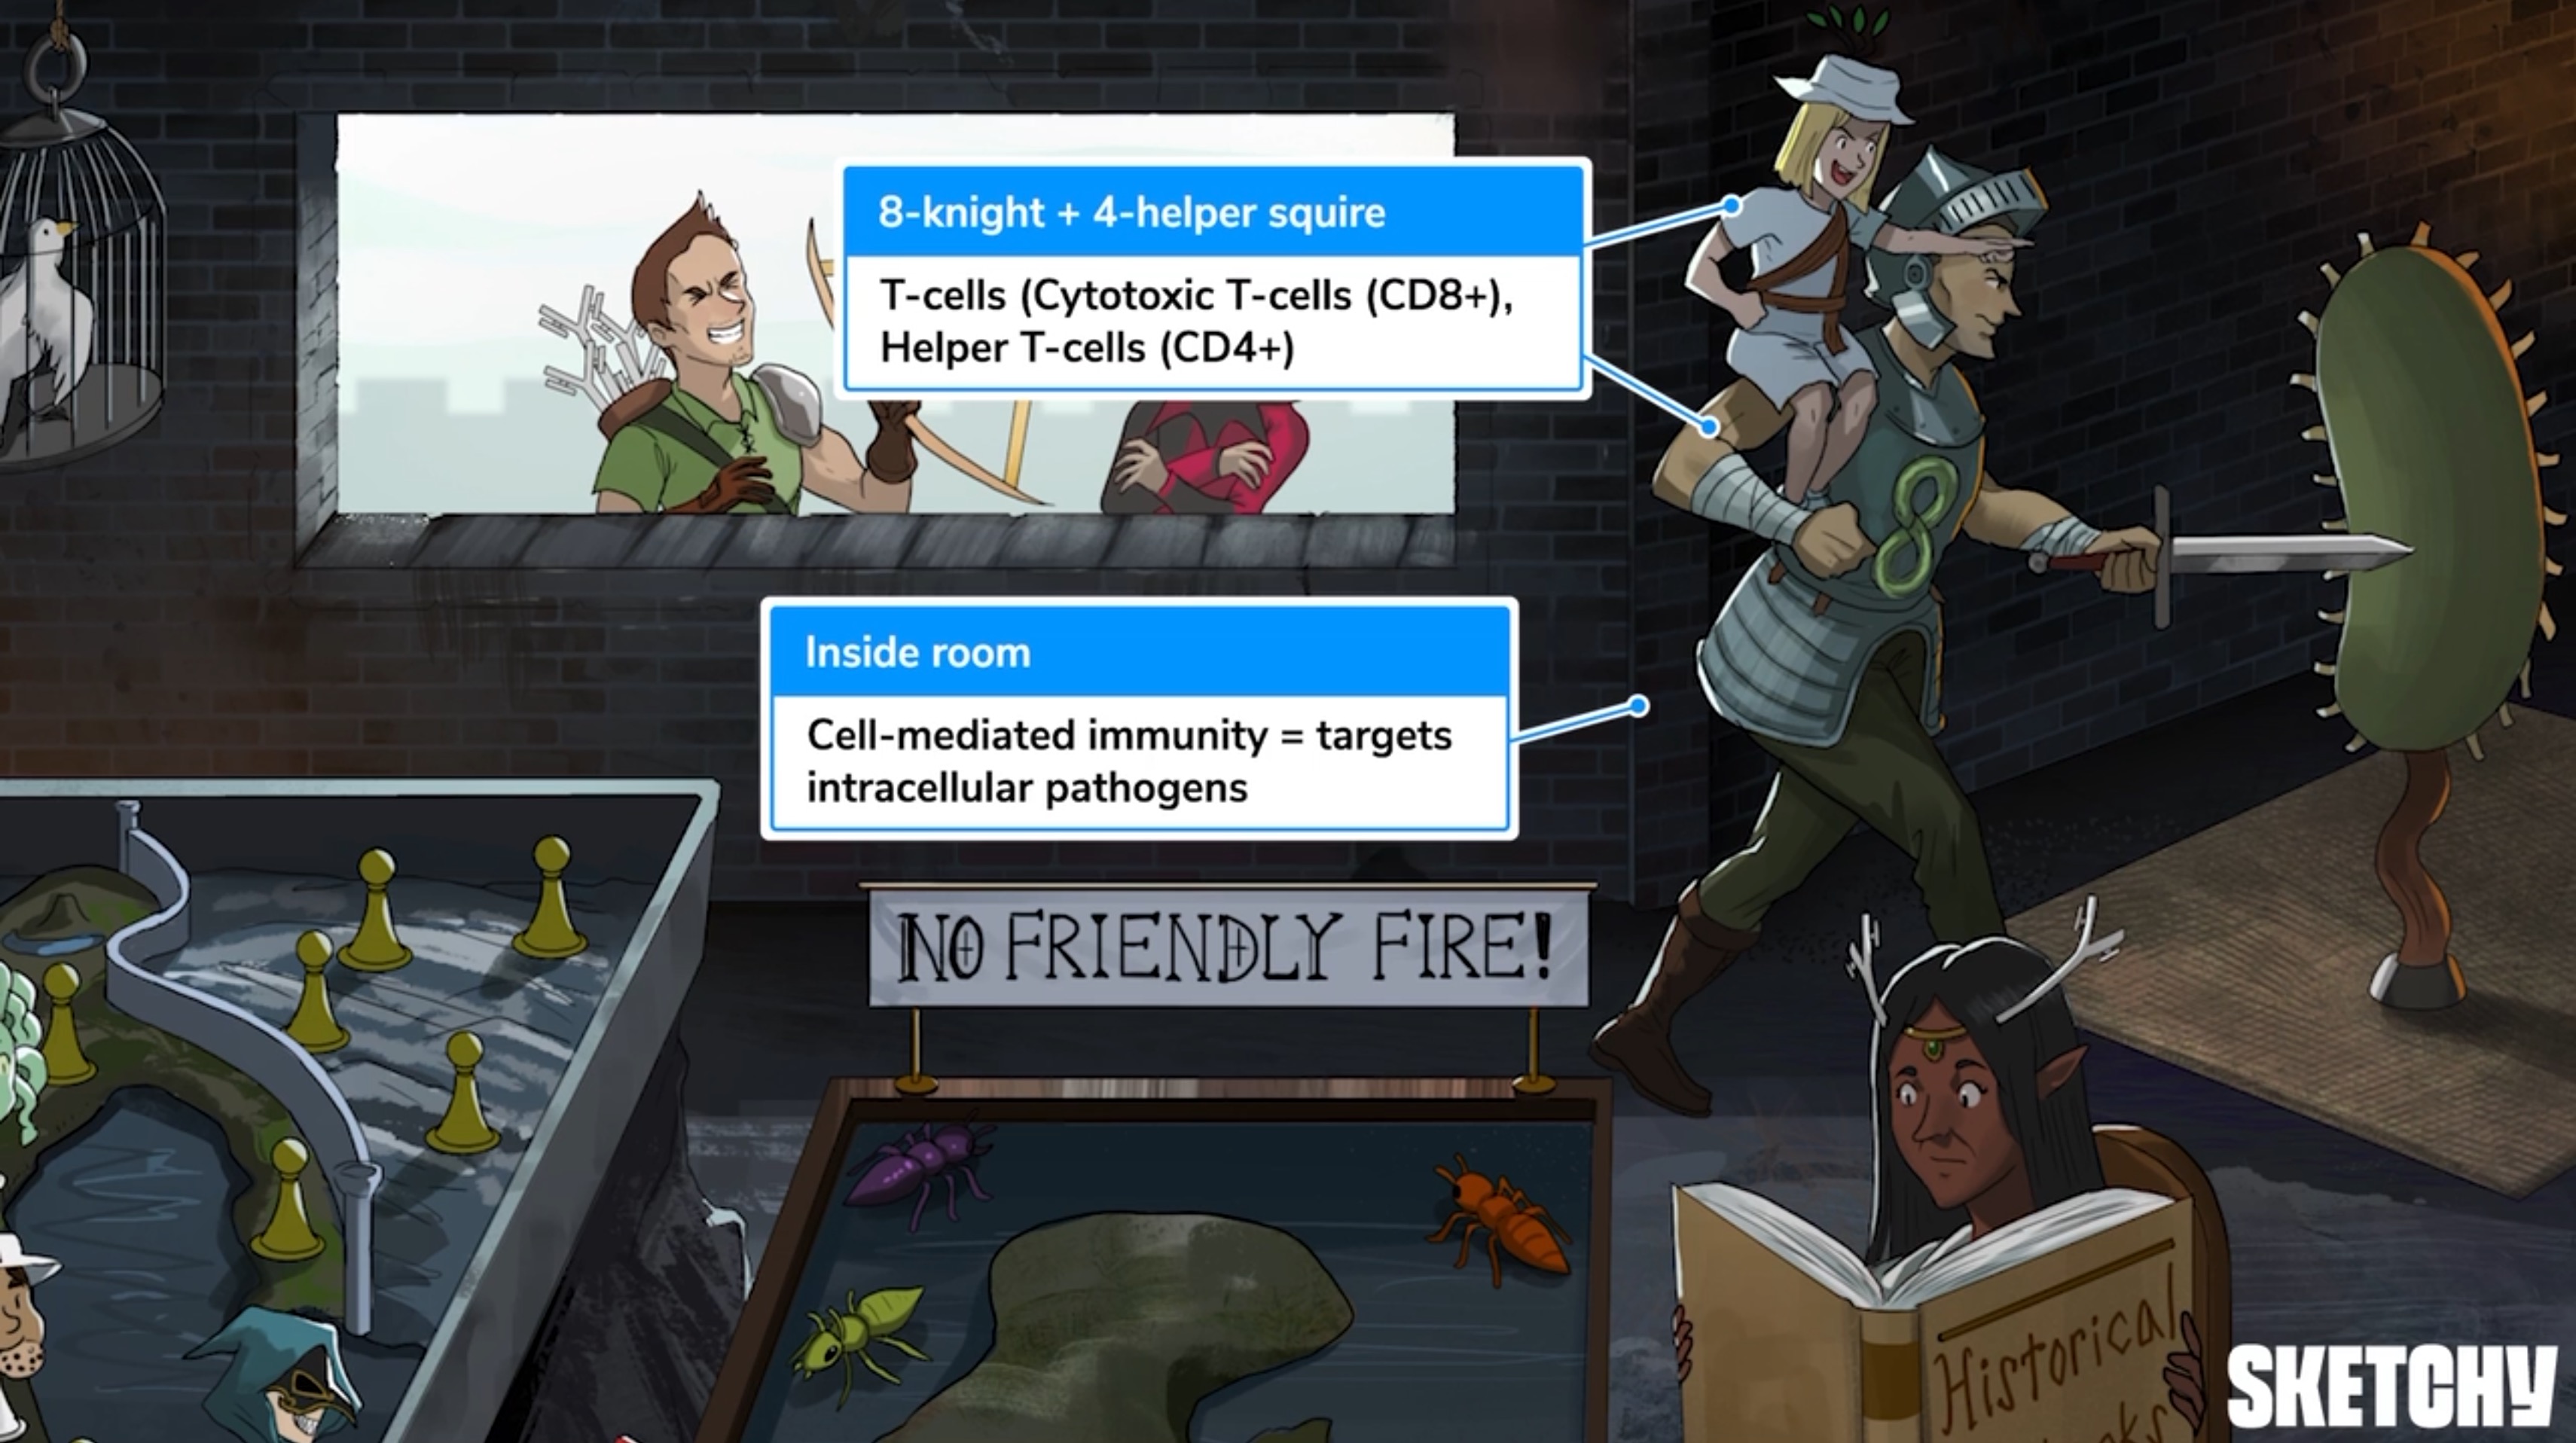 8-knight + 4-helper squire
T-cells (Cytotoxic T-cells (CD8+),
Helper T-cells (CD4+)
8
Inside room
Cell-mediated immunity = targets
intracellular pathogens
NO FRIENDLY FIRE!
Historical
SKETCHY